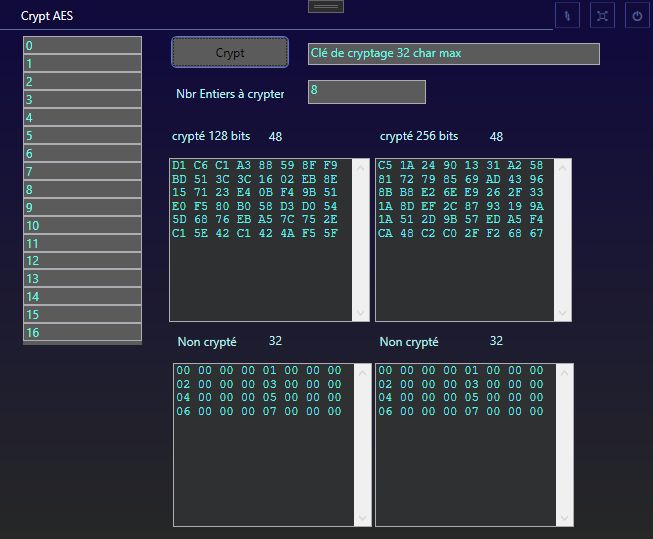 Crypt AES
0
1
2
3
4
5
6
7
8
9
10
11
12
13
14
15
16
Crypt
Clé de cryptage 32 char max
Nbr Entiers à crypter
8
crypté 128 bits 48
D1 C6 C1 A3 88 59 8F F9
BD 51 3C 3C 16 02 EB 8E
15 71 23 E4 0B F4 9B 51
E0 F5 80 B0 58 D3 D0 54
5D 68 76 EB A5 7C 75 2E
C1 5E 42 C1 42 4A F5 5F
crypté 256 bits 48
C5 1A 24 90 13 31 A2 58
81 72 79 85 69 AD 43 96
8B B8 E2 6E E9 26 2F 33
1A 8D EF 2C 87 93 19 9A
1A 51 2D 9B 57 ED A5 F4
CA 48 C2 C0 2F F2 68 67
Non crypté 32
00 00 00 00 01 00 00 00
02 00 00 00 03 00 00 00
04 00 00 00 05 00 00 00
06 00 00 00 07 00 00 00
Non crypté 32
00 00 00 00 01 00 00 00
02 00 00 00 03 00 00 00
04 00 00 00 05 00 00 00
06 00 00 00 07 00 00 00